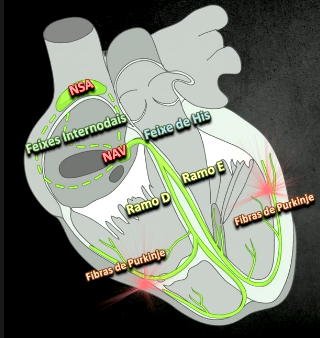 NSA
Feixes Internodais
Feixe de His
NAV
Ramo E
Ramo D
Fibras de Purkinje
Fibras de Purkinje